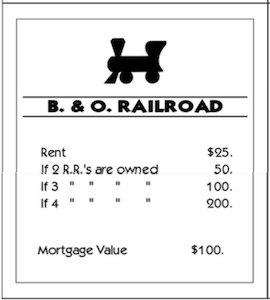 B. & O. RAILROAD
Rent $25.
If 2 R.R.'s are owned 50.
If 3 " " " " 100.
If 4 " " " " 200.
Mortgage Value $100.